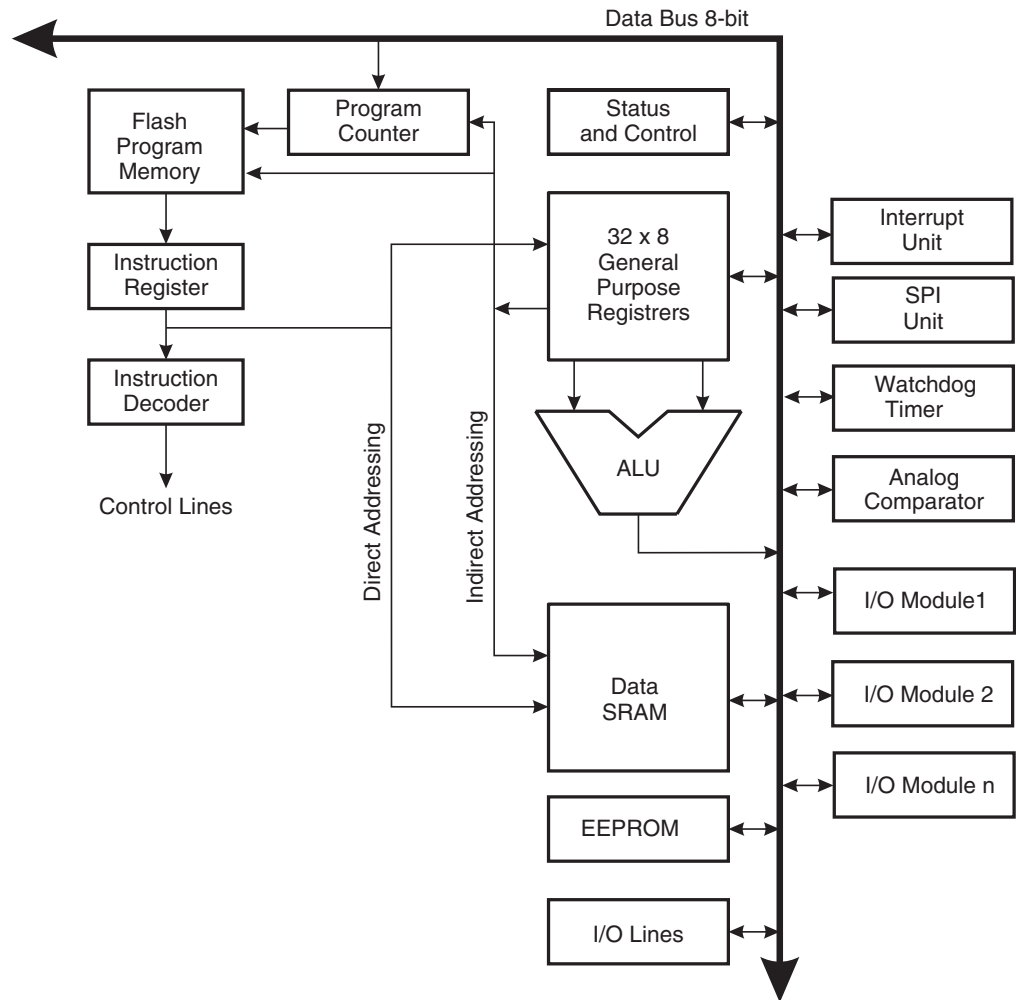 Data Bus 8-bit
Flash
Program
Memory
Program
Counter
Status
and Control
Interrupt
Unit
32 x 8
General
Purpose
Registrers
Instruction
Register
SPI
Unit
Instruction
Decoder
Watchdog
Timer
ALU
Analog
Comparator
Control Lines
Direct Addressing
Indirect Addressing
I/O Module1
Data
SRAM
I/O Module 2
I/O Module n
EEPROM
I/O Lines